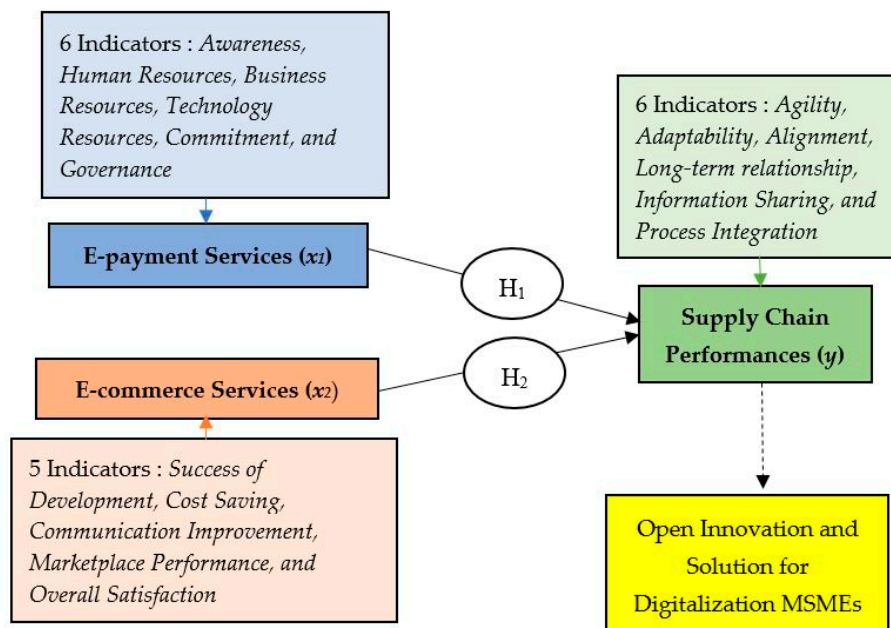 6 Indicators : Awareness,
Human Resources, Business
Resources, Technology
Resources, Commitment, and
Governance
E-payment Services (x1)
H1
E-commerce Services (x2)
H2
5 Indicators : Success of
Development, Cost Saving,
Communication Improvement,
Marketplace Performance, and
Overall Satisfaction
6 Indicators : Agility,
Adaptability, Alignment,
Long-term relationship,
Information Sharing, and
Process Integration
Supply Chain
Performances (y)
Open Innovation and
Solution for
Digitalization MSMEs